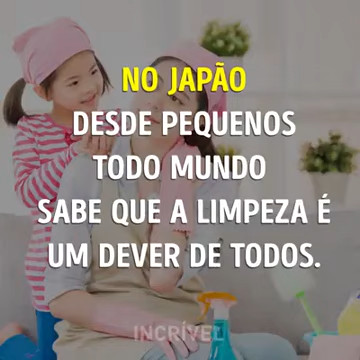 NO JAPÃO
DESDE PEQUENOS
TODO MUNDO
SABE QUE A LIMPEZA É
UM DEVER DE TODOS.
INCRÍVEL